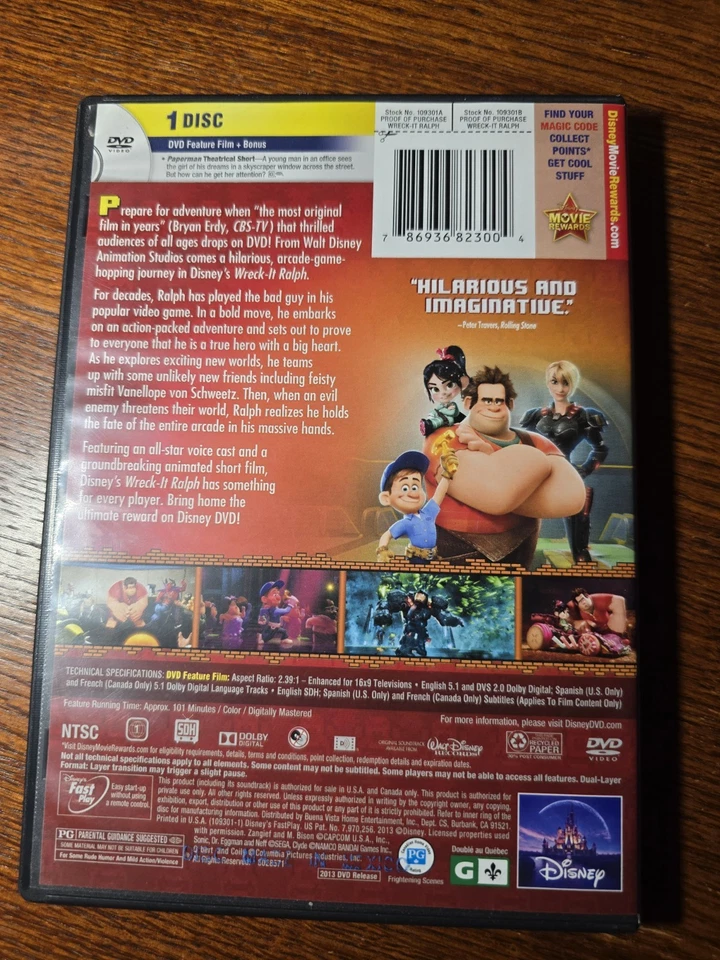 1 DISC
DVD Feature Film + Bonus
• Paperman Theatrical Short—A young man in an office sees
the girl of his dreams in a skyscraper window across the street.
But how can he get her attention?
DVD
VIDEO
Stock No. 109301A
PROOF OF PURCHASE
WRECK-IT RALPH
Stock No. 109301B
PROOF OF PURCHASE
WRECK-IT RALPH
7 86936 82300 4
FIND YOUR
MAGIC CODE
COLLECT
POINTS*
GET COOL
STUFF
Disney
MOVIE
REWARDS
DisneyMovieRewards.com
Prepare for adventure when "the most original
film in years" (Bryan Erdy, CBS-TV) that thrilled
audiences of all ages drops on DVD! From Walt Disney
Animation Studios comes a hilarious, arcade-game-
hopping journey in Disney's Wreck-It Ralph.
For decades, Ralph has played the bad guy in his
popular video game. In a bold move, he embarks
on an action-packed adventure and sets out to prove
to everyone that he is a true hero with a big heart.
As he explores exciting new worlds, he teams
up with some unlikely new friends including feisty
misfit Vanellope von Schweetz. Then, when an evil
enemy threatens their world, Ralph realizes he holds
the fate of the entire arcade in his massive hands.
Featuring an all-star voice cast and a
groundbreaking animated short film,
Disney's Wreck-It Ralph has something
for every player. Bring home the
ultimate reward on Disney DVD!
"HILARIOUS AND
IMAGINATIVE."
—Peter Travers, Rolling Stone
TECHNICAL SPECIFICATIONS: DVD Feature Film: Aspect Ratio: 2.39:1 – Enhanced for 16x9 Televisions • English 5.1 and DVS 2.0 Dolby Digital; Spanish (U.S. Only)
and French (Canada Only) 5.1 Dolby Digital Language Tracks • English SDH; Spanish (U.S. Only) and French (Canada Only) Subtitles (Applies To Film Content Only)
Feature Running Time: Approx. 101 Minutes / Color / Digitally Mastered
For more information, please visit DisneyDVD.com
NTSC
SDH
DOLBY
DIGITAL
ORIGINAL SOUNDTRACK
AVAILABLE FROM
WALT DISNEY
RECORDS
RECYCLED
PAPER
DVD
VIDEO
*Visit DisneyMovieRewards.com for eligibility requirements, details, terms and conditions, point collection, redemption details and expiration dates.
Not all technical specifications apply to all elements. Some content may not be subtitled. Some players may not be able to access all features. Dual-Layer
Format: Layer transition may trigger a slight pause.
Disney's
Fast
Play
Easy start-up
without using
a remote control.
This product (including its soundtrack) is authorized for sale in U.S.A. and Canada only. This product is authorized for
private use only. All other rights reserved. Unless expressly authorized in writing by the copyright owner, any copying,
exhibition, export, distribution or other use of this product or any part of it is strictly prohibited. Refer to inner ring of the
disc for manufacturing information. Distributed by Buena Vista Home Entertainment, Inc., Dept. CS, Burbank, CA 91521.
Printed in U.S.A. (109301-1) Disney's FastPlay: US Pat. No. 7,970,256. 2013 ©Disney. Licensed properties used
with permission. Zangief and M. Bison ©CAPCOM U.S.A., Inc.
Sonic, Dr. Eggman and Neff ©SEGA, Clyde ©NAMCO BANDAI Games Inc.
Q*bert and Coily ©Columbia Pictures Industries, Inc.
All Rights Reserved.
2013 DVD Release
PG PARENTAL GUIDANCE SUGGESTED
SOME MATERIAL MAY NOT BE SUITABLE FOR CHILDREN
For Some Rude Humor And Mild Action/Violence
PG
Frightening Scenes
Doublé au Québec
G
DISNEY